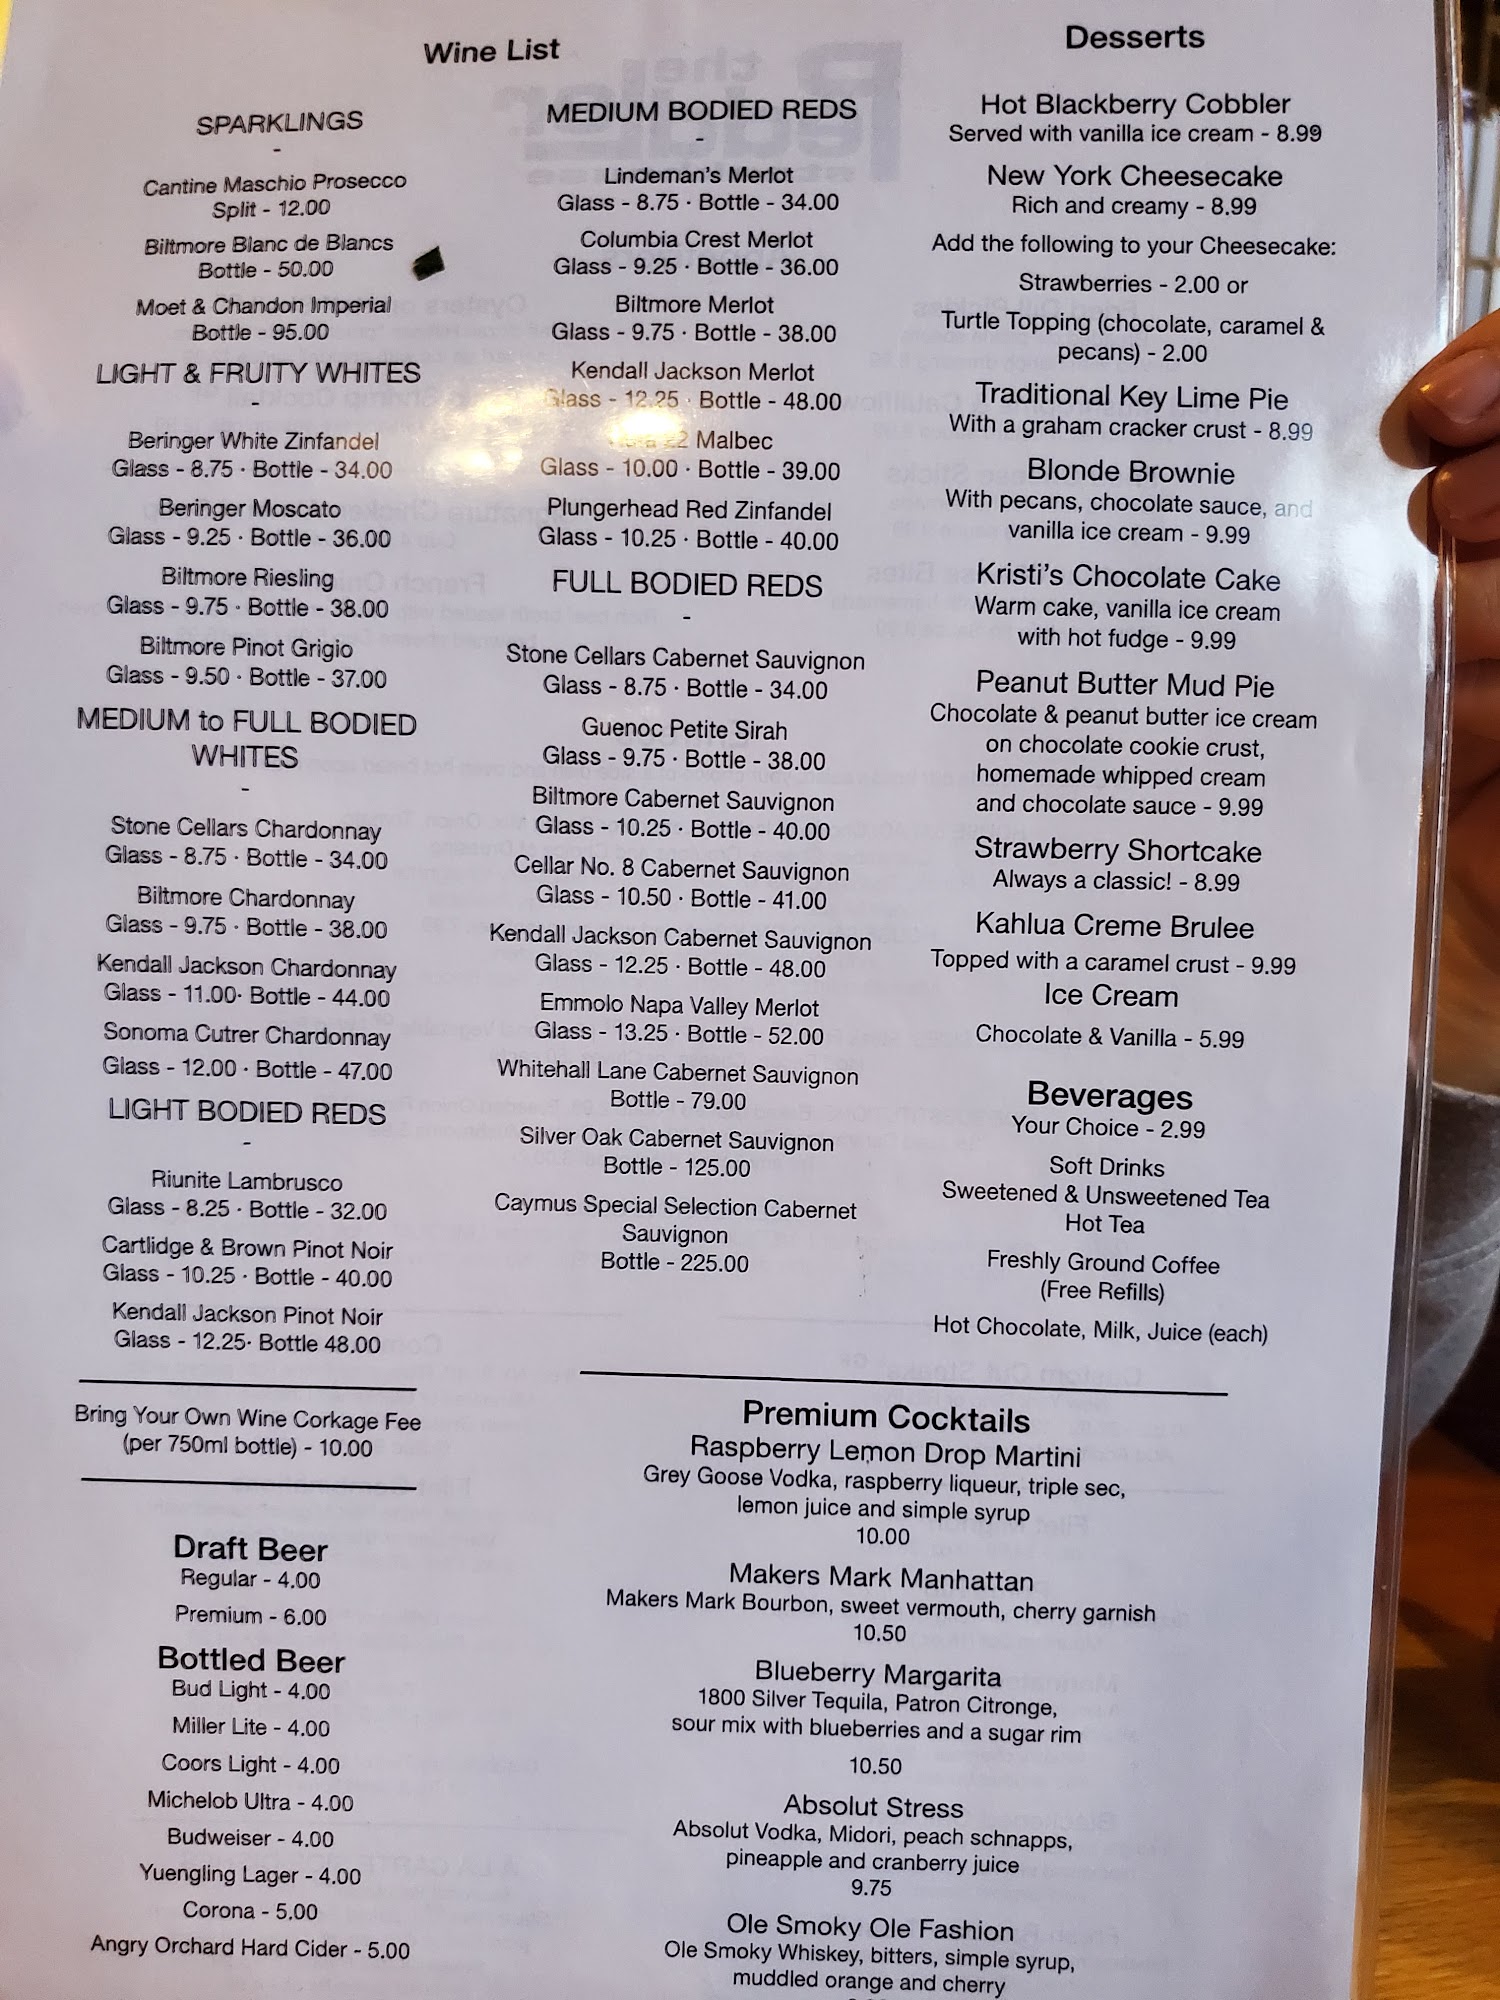 Wine List
SPARKLINGS
-
Cantine Maschio Prosecco
Split - 12.00
Biltmore Blanc de Blancs
Bottle - 50.00
Moet & Chandon Imperial
Bottle - 95.00
LIGHT & FRUITY WHITES
-
Beringer White Zinfandel
Glass - 8.75 · Bottle - 34.00
Beringer Moscato
Glass - 9.25 · Bottle - 36.00
Biltmore Riesling
Glass - 9.75 · Bottle - 38.00
Biltmore Pinot Grigio
Glass - 9.50 · Bottle - 37.00
MEDIUM to FULL BODIED
WHITES
-
Stone Cellars Chardonnay
Glass - 8.75 · Bottle - 34.00
Biltmore Chardonnay
Glass - 9.75 · Bottle - 38.00
Kendall Jackson Chardonnay
Glass - 11.00· Bottle - 44.00
Sonoma Cutrer Chardonnay
Glass - 12.00 · Bottle - 47.00
LIGHT BODIED REDS
-
Riunite Lambrusco
Glass - 8.25 · Bottle - 32.00
Cartlidge & Brown Pinot Noir
Glass - 10.25 · Bottle - 40.00
Kendall Jackson Pinot Noir
Glass - 12.25· Bottle 48.00
Bring Your Own Wine Corkage Fee
(per 750ml bottle) - 10.00
Draft Beer
Regular - 4.00
Premium - 6.00
Bottled Beer
Bud Light - 4.00
Miller Lite - 4.00
Coors Light - 4.00
Michelob Ultra - 4.00
Budweiser - 4.00
Yuengling Lager - 4.00
Corona - 5.00
Angry Orchard Hard Cider - 5.00
MEDIUM BODIED REDS
-
Lindeman's Merlot
Glass - 8.75 · Bottle - 34.00
Columbia Crest Merlot
Glass - 9.25 · Bottle - 36.00
Biltmore Merlot
Glass - 9.75 · Bottle - 38.00
Kendall Jackson Merlot
Glass - 12.25 · Bottle - 48.00
Malbec
Glass - 10.00 · Bottle - 39.00
Plungerhead Red Zinfandel
Glass - 10.25 · Bottle - 40.00
FULL BODIED REDS
-
Stone Cellars Cabernet Sauvignon
Glass - 8.75 · Bottle - 34.00
Guenoc Petite Sirah
Glass - 9.75 · Bottle - 38.00
Biltmore Cabernet Sauvignon
Glass - 10.25 · Bottle - 40.00
Cellar No. 8 Cabernet Sauvignon
Glass - 10.50 · Bottle - 41.00
Kendall Jackson Cabernet Sauvignon
Glass - 12.25 · Bottle - 48.00
Emmolo Napa Valley Merlot
Glass - 13.25 · Bottle - 52.00
Whitehall Lane Cabernet Sauvignon
Bottle - 79.00
Silver Oak Cabernet Sauvignon
Bottle - 125.00
Caymus Special Selection Cabernet
Sauvignon
Bottle - 225.00
Desserts
Hot Blackberry Cobbler
Served with vanilla ice cream - 8.99
New York Cheesecake
Rich and creamy - 8.99
Add the following to your Cheesecake:
Strawberries - 2.00 or
Turtle Topping (chocolate, caramel &
pecans) - 2.00
Traditional Key Lime Pie
With a graham cracker crust - 8.99
Blonde Brownie
With pecans, chocolate sauce, and
vanilla ice cream - 9.99
Kristi's Chocolate Cake
Warm cake, vanilla ice cream
with hot fudge - 9.99
Peanut Butter Mud Pie
Chocolate & peanut butter ice cream
on chocolate cookie crust,
homemade whipped cream
and chocolate sauce - 9.99
Strawberry Shortcake
Always a classic! - 8.99
Kahlua Creme Brulee
Topped with a caramel crust - 9.99
Ice Cream
Chocolate & Vanilla - 5.99
Beverages
Your Choice - 2.99
Soft Drinks
Sweetened & Unsweetened Tea
Hot Tea
Freshly Ground Coffee
(Free Refills)
Hot Chocolate, Milk, Juice (each)
Premium Cocktails
Raspberry Lemon Drop Martini
Grey Goose Vodka, raspberry liqueur, triple sec,
lemon juice and simple syrup
10.00
Makers Mark Manhattan
Makers Mark Bourbon, sweet vermouth, cherry garnish
10.50
Blueberry Margarita
1800 Silver Tequila, Patron Citronge,
sour mix with blueberries and a sugar rim
10.50
Absolut Stress
Absolut Vodka, Midori, peach schnapps,
pineapple and cranberry juice
9.75
Ole Smoky Ole Fashion
Ole Smoky Whiskey, bitters, simple syrup,
muddled orange and cherry